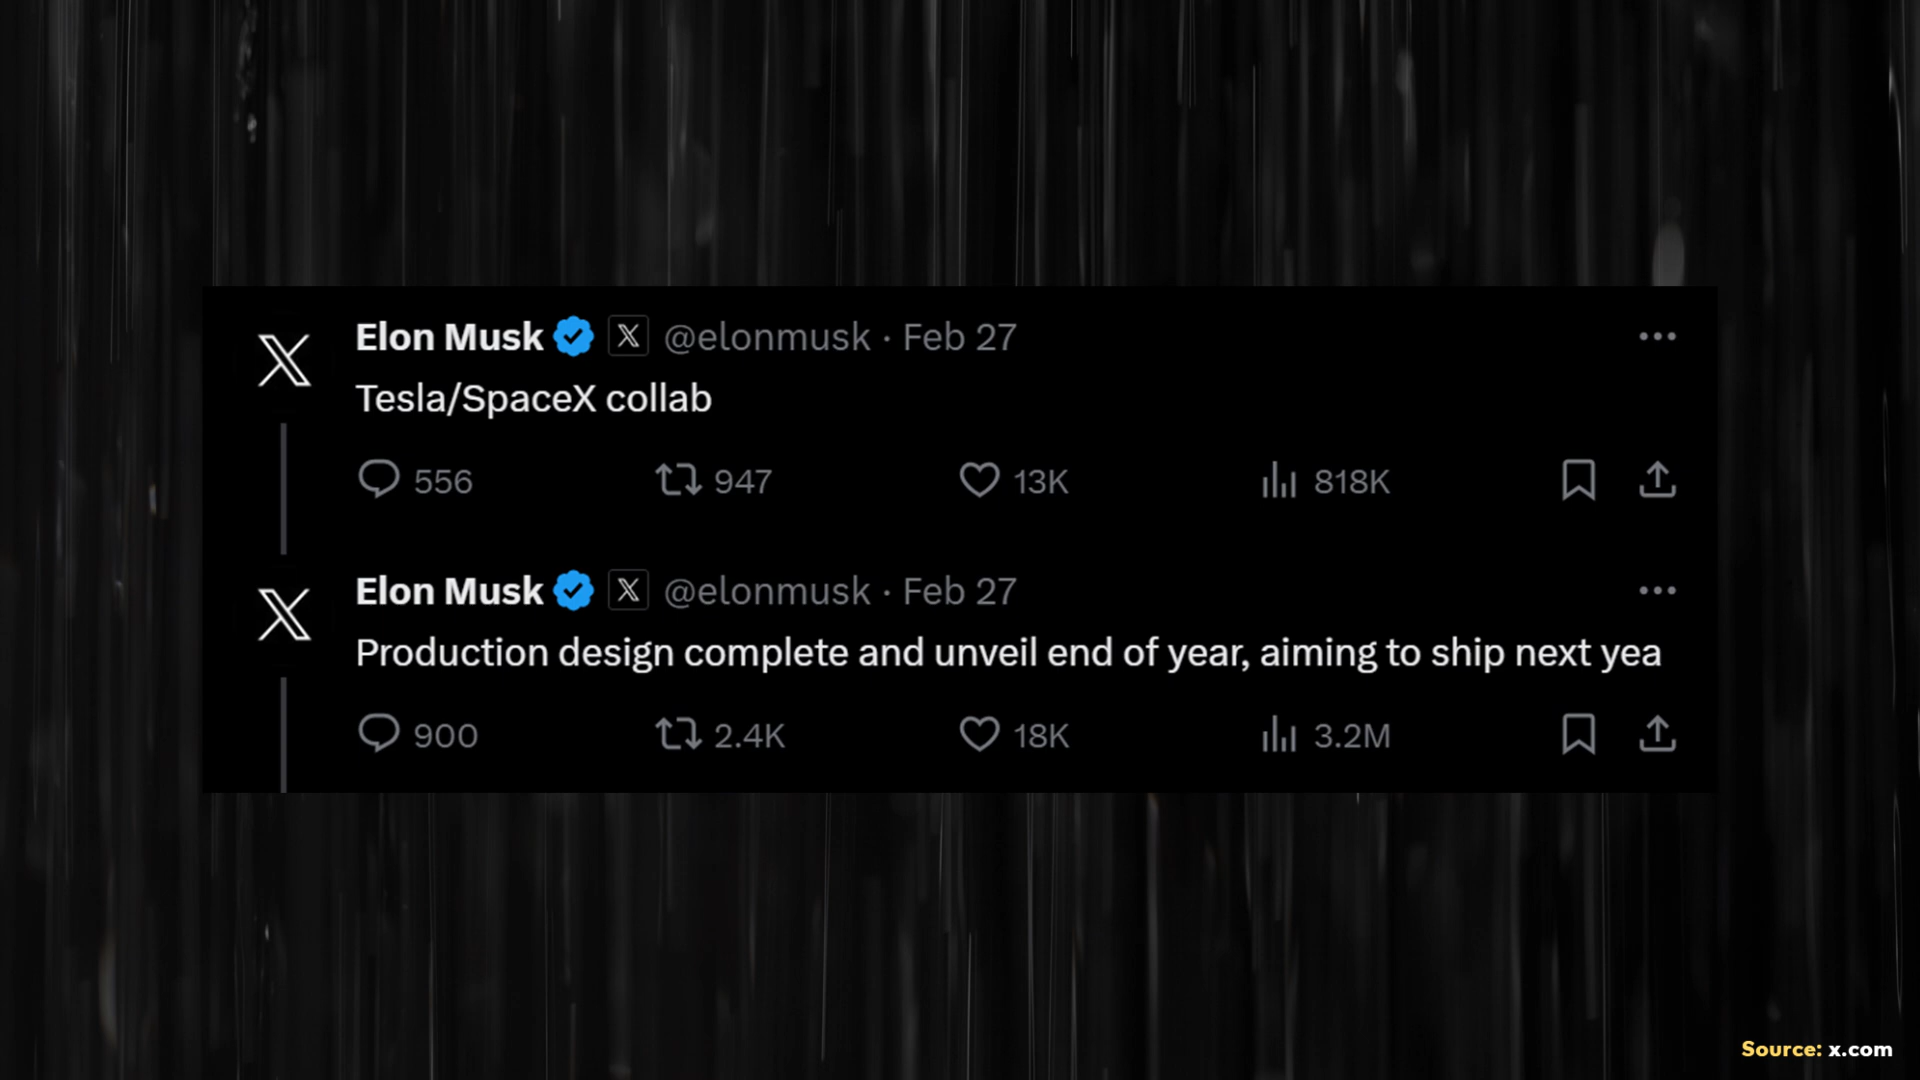 Elon Musk @elonmusk · Feb 27
Tesla/SpaceX collab
556 947 13K 818K
Elon Musk @elonmusk · Feb 27
Production design complete and unveil end of year, aiming to ship next yea
900 2.4K 18K 3.2M
Source: x.com